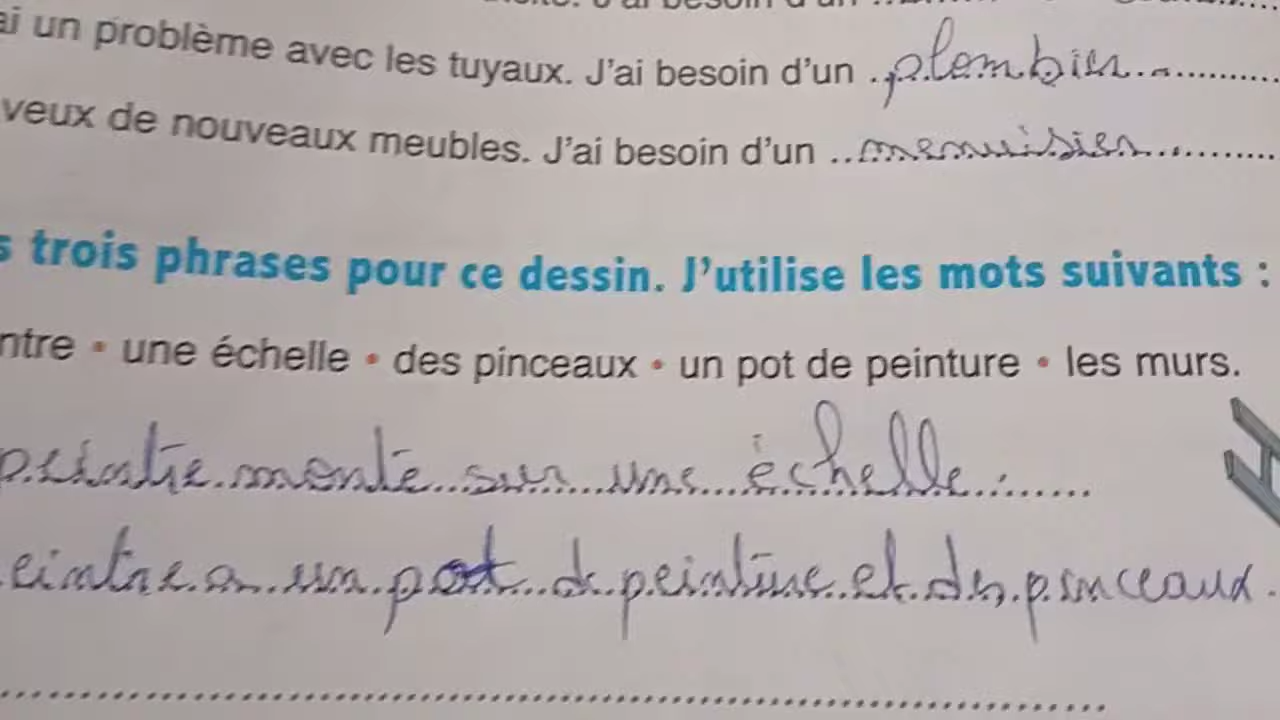 ai un problème avec les tuyaux. J'ai besoin d'un plombier
veux de nouveaux meubles. J'ai besoin d'un menuisier
s trois phrases pour ce dessin. J'utilise les mots suivants :
ntre • une échelle • des pinceaux • un pot de peinture • les murs.
peintre monte sur une échelle.
eintre a un pot de peinture et des pinceaux.